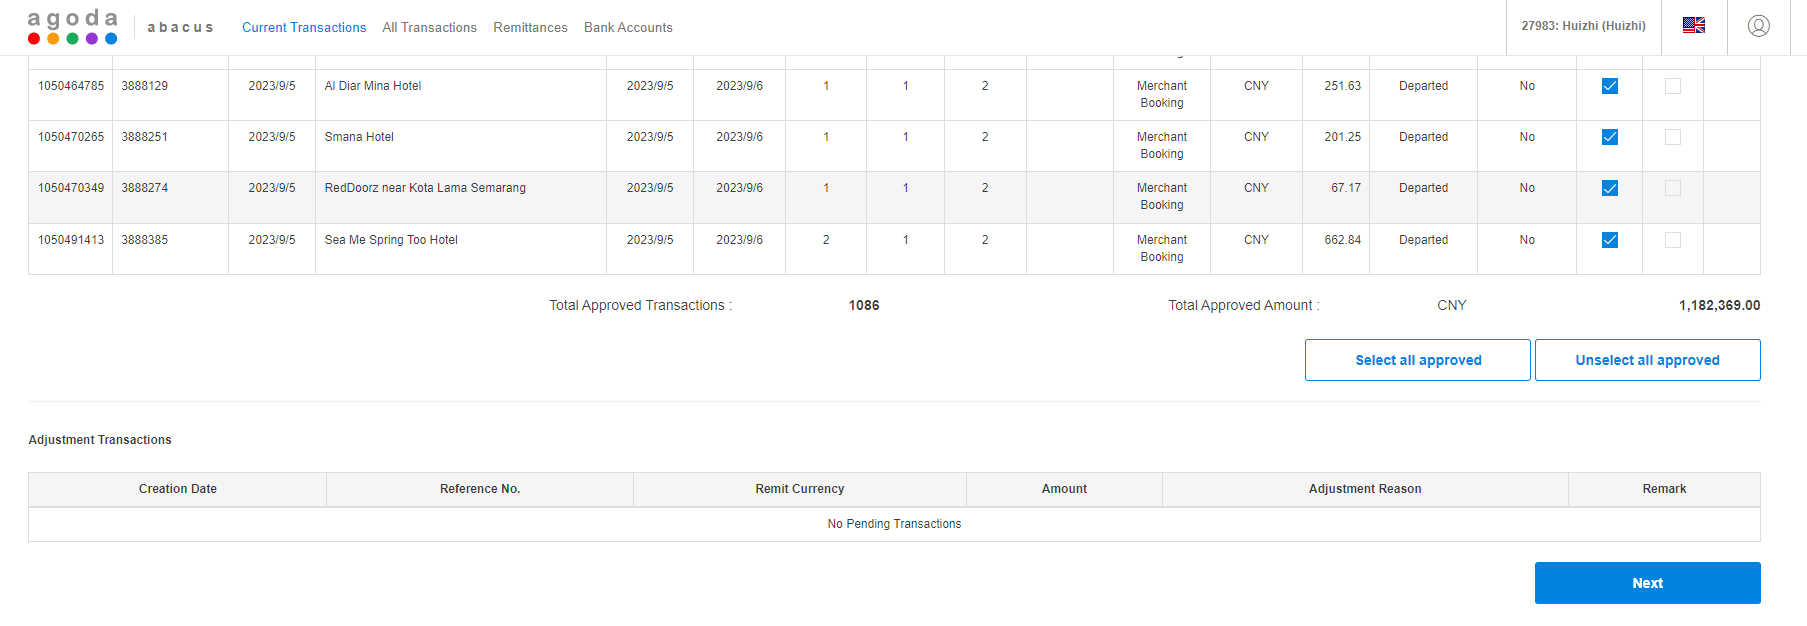 agoda abacus Current Transactions All Transactions Remittances Bank Accounts 27983: Huizhi (Huizhi)
1050464785 3888129 2023/9/5 Al Diar Mina Hotel 2023/9/5 2023/9/6 1 1 2 Merchant Booking CNY 251.63 Departed No
1050470265 3888251 2023/9/5 Smana Hotel 2023/9/5 2023/9/6 1 1 2 Merchant Booking CNY 201.25 Departed No
1050470349 3888274 2023/9/5 RedDoorz near Kota Lama Semarang 2023/9/5 2023/9/6 1 1 2 Merchant Booking CNY 67.17 Departed No
1050491413 3888385 2023/9/5 Sea Me Spring Too Hotel 2023/9/5 2023/9/6 2 1 2 Merchant Booking CNY 662.84 Departed No
Total Approved Transactions : 1086 Total Approved Amount : CNY 1,182,369.00
Select all approved Unselect all approved
Adjustment Transactions
Creation Date Reference No. Remit Currency Amount Adjustment Reason Remark
No Pending Transactions
Next